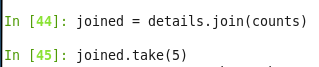 In [44]: joined = details.join(counts)
In [45]: joined.take(5)